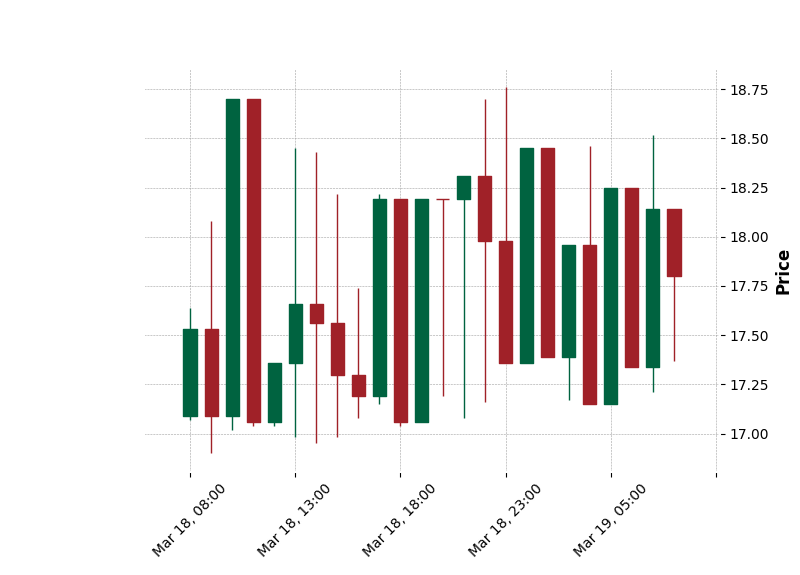 18.75
18.50
18.25
18.00
17.75
17.50
17.25
17.00
Price
Mar 18, 08:00
Mar 18, 13:00
Mar 18, 18:00
Mar 18, 23:00
Mar 19, 05:00